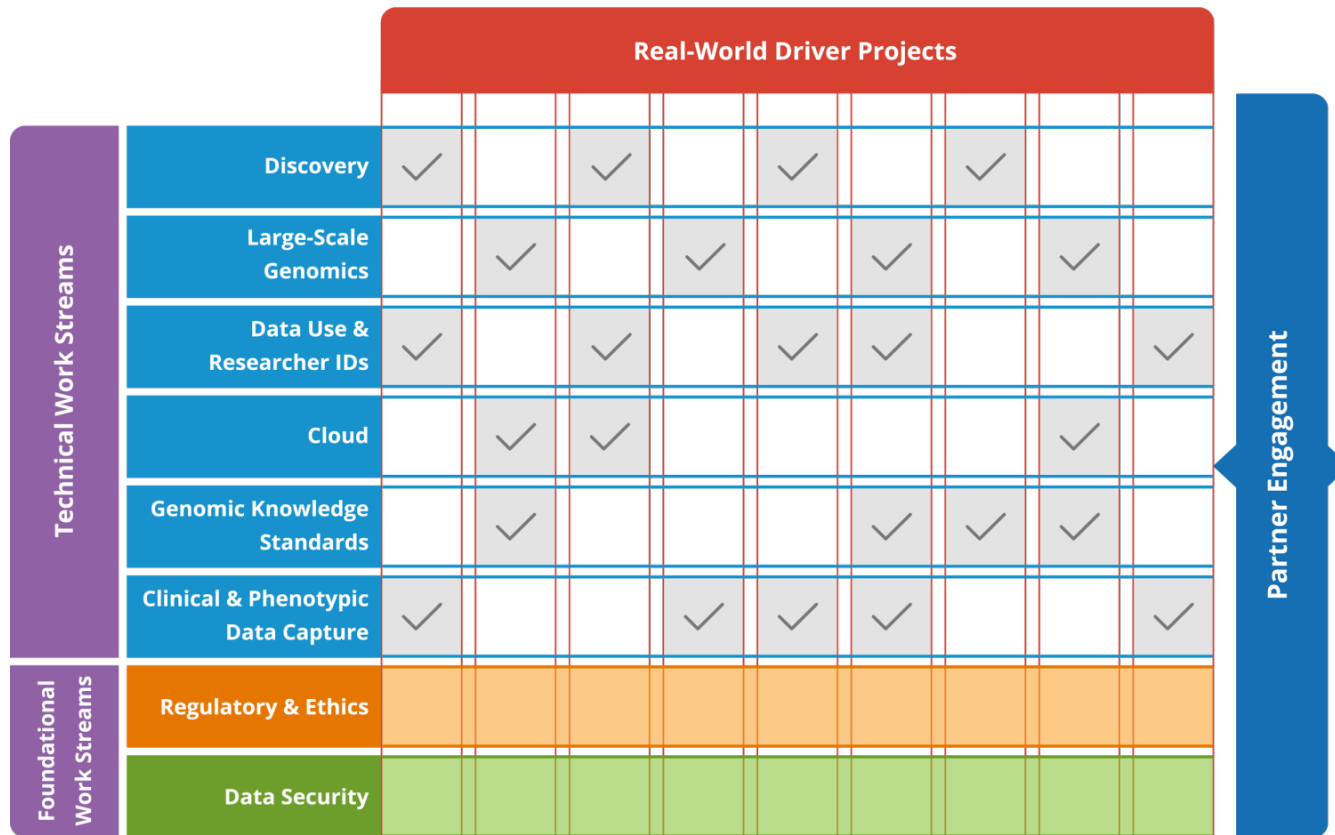 Real-World Driver Projects
Technical Work Streams
Discovery
Large-Scale
Genomics
Data Use &
Researcher IDs
Cloud
Genomic Knowledge
Standards
Clinical & Phenotypic
Data Capture
Foundational
Work Streams
Regulatory & Ethics
Data Security
Partner Engagement